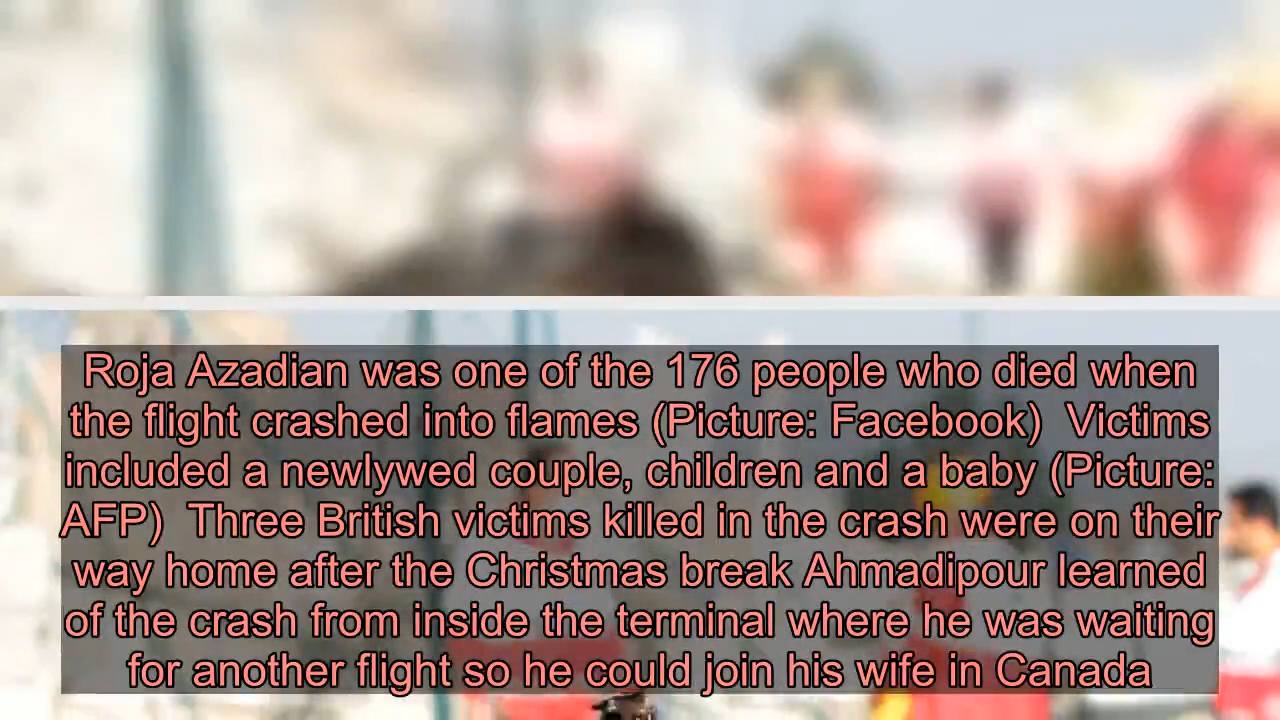 Roja Azadian was one of the 176 people who died when
the flight crashed into flames (Picture: Facebook)  Victims
included a newlywed couple, children and a baby (Picture:
AFP)  Three British victims killed in the crash were on their
way home after the Christmas break Ahmadipour learned
of the crash from inside the terminal where he was waiting
for another flight so he could join his wife in Canada